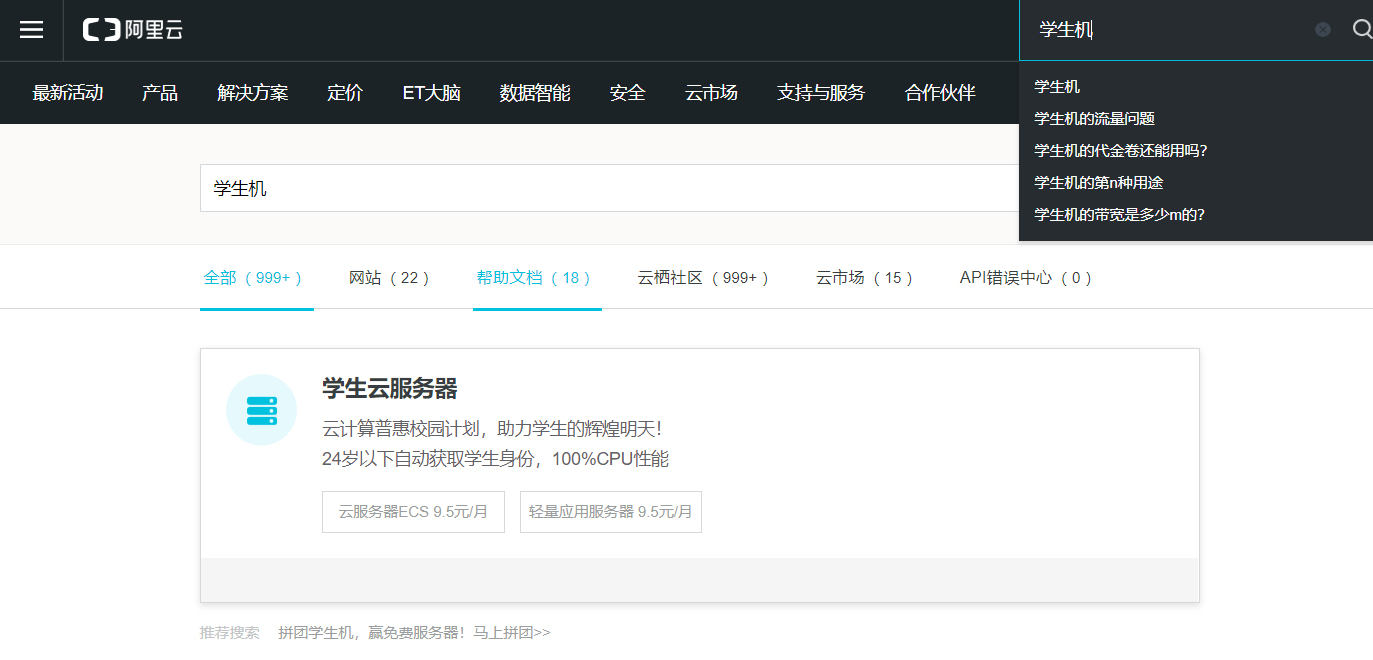 阿里云
学生机
最新活动 产品 解决方案 定价 ET大脑 数据智能 安全 云市场 支持与服务 合作伙伴
学生机
学生机的流量问题
学生机的代金卷还能用吗?
学生机的第n种用途
学生机的带宽是多少m的?
学生机
全部 ( 999+ ) 网站 ( 22 ) 帮助文档 ( 18 ) 云栖社区 ( 999+ ) 云市场 ( 15 ) API错误中心 ( 0 )
学生云服务器
云计算普惠校园计划，助力学生的辉煌明天！
24岁以下自动获取学生身份，100%CPU性能
云服务器ECS 9.5元/月 轻量应用服务器 9.5元/月
推荐搜索 拼团学生机，赢免费服务器！马上拼团>>